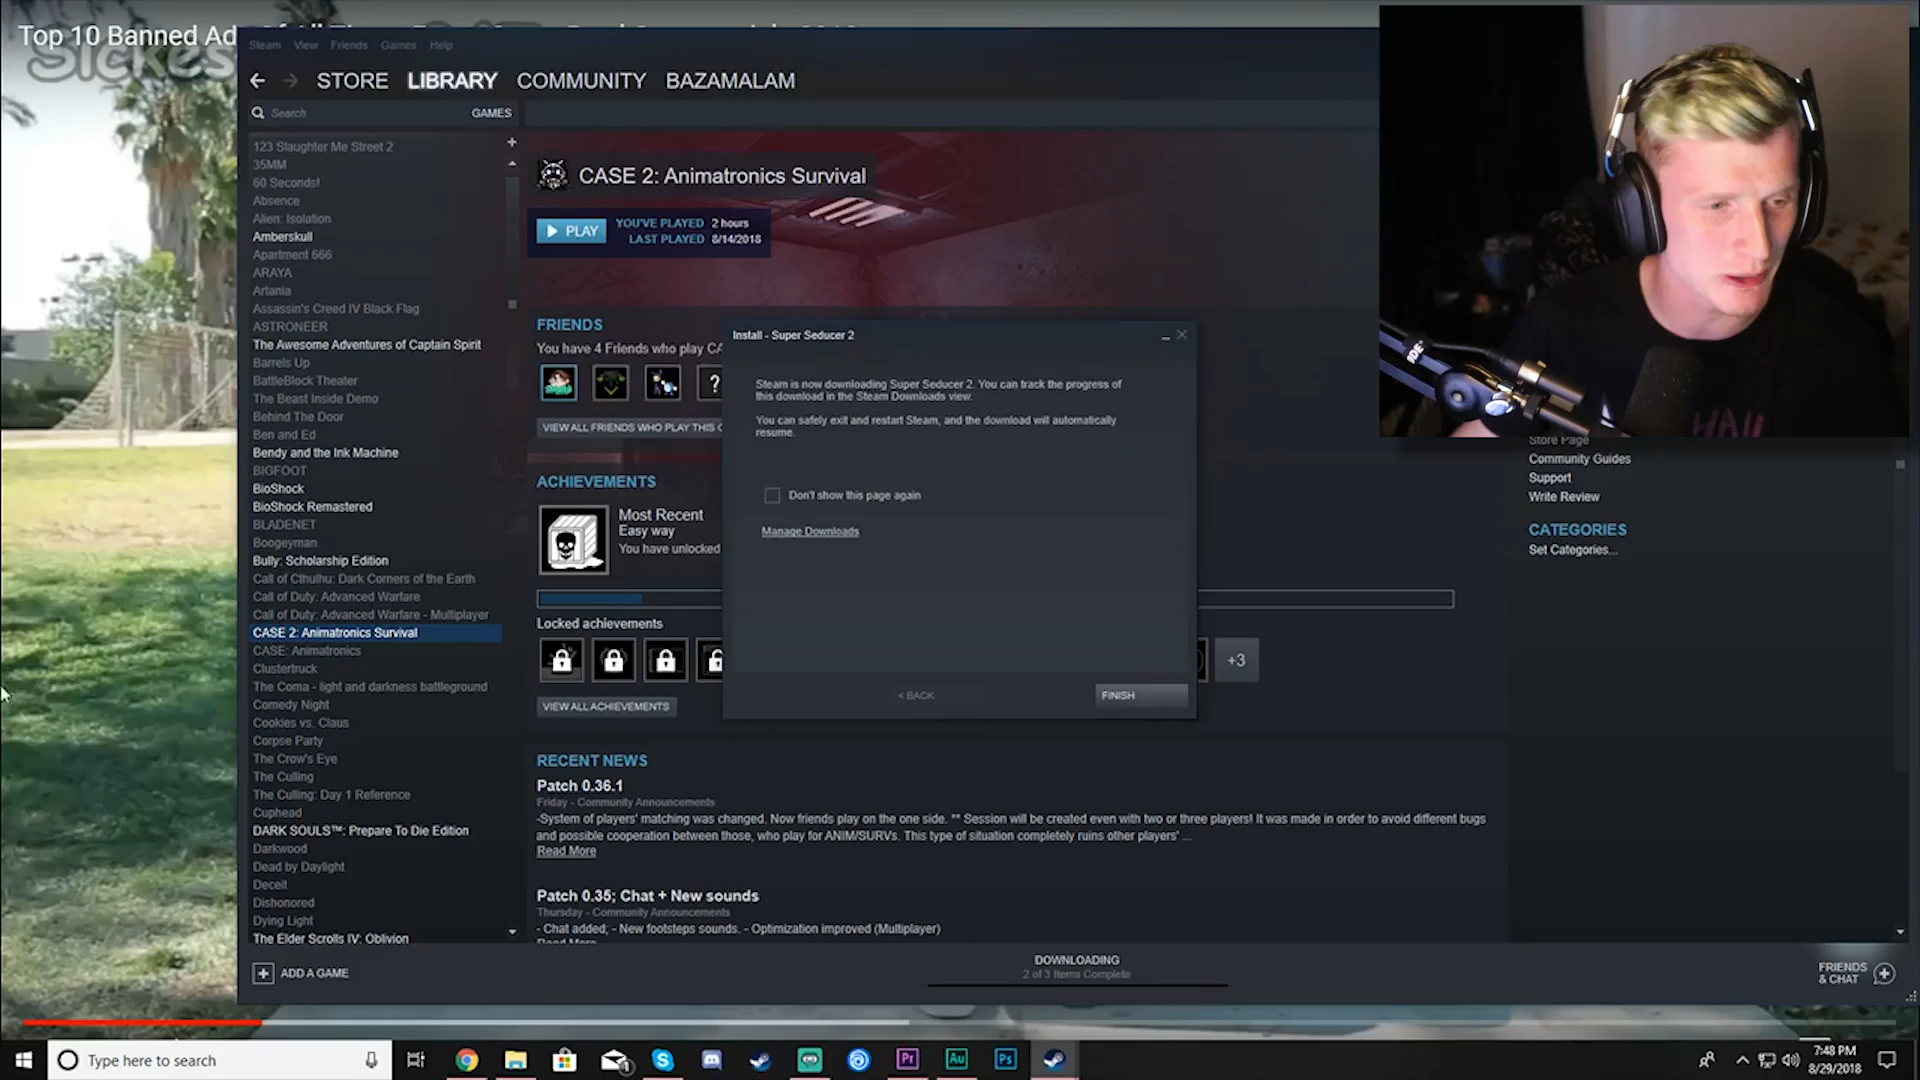 Top 10 Banned Ad
Steam View Friends Games Help
STORE LIBRARY COMMUNITY BAZAMALAM
Search GAMES
123 Slaughter Me Street 2
35MM
60 Seconds!
Absence
Alien: Isolation
Amberskull
Apartment 666
ARAYA
Artania
Assassin's Creed IV Black Flag
ASTRONEER
The Awesome Adventures of Captain Spirit
Barrels Up
BattleBlock Theater
The Beast Inside Demo
Behind The Door
Ben and Ed
Bendy and the Ink Machine
BIGFOOT
BioShock
BioShock Remastered
BLADENET
Boogeyman
Bully: Scholarship Edition
Call of Cthulhu: Dark Corners of the Earth
Call of Duty: Advanced Warfare
Call of Duty: Advanced Warfare - Multiplayer
CASE 2: Animatronics Survival
CASE: Animatronics
Clustertruck
The Coma - light and darkness battleground
Comedy Night
Cookies vs. Claus
Corpse Party
The Crow's Eye
The Culling
The Culling: Day 1 Reference
Cuphead
DARK SOULS™: Prepare To Die Edition
Darkwood
Dead by Daylight
Deceit
Dishonored
Dying Light
The Elder Scrolls IV: Oblivion
CASE 2: Animatronics Survival
PLAY
YOU'VE PLAYED 2 hours
LAST PLAYED 8/14/2018
FRIENDS
You have 4 Friends who play CA
VIEW ALL FRIENDS WHO PLAY THIS
ACHIEVEMENTS
Most Recent
Easy way
You have unlocked
Locked achievements
+3
VIEW ALL ACHIEVEMENTS
Install - Super Seducer 2
Steam is now downloading Super Seducer 2. You can track the progress of
this download in the Steam Downloads view.
You can safely exit and restart Steam, and the download will automatically
resume.
Don't show this page again
Manage Downloads
< BACK
FINISH
RECENT NEWS
Patch 0.36.1
Friday - Community Announcements
-System of players' matching was changed. Now friends play on the one side. ** Session will be created even with two or three players! It was made in order to avoid different bugs
and possible cooperation between those, who play for ANIM/SURVs. This type of situation completely ruins other players' ...
Read More
Patch 0.35; Chat + New sounds
Thursday - Community Announcements
- Chat added; - New footsteps sounds. - Optimization improved (Multiplayer)
Read More
Store Page
Community Guides
Support
Write Review
CATEGORIES
Set Categories...
ADD A GAME
DOWNLOADING
2 of 3 Items Complete
FRIENDS
& CHAT
Type here to search
Pr
Au
Ps
7:48 PM
8/29/2018